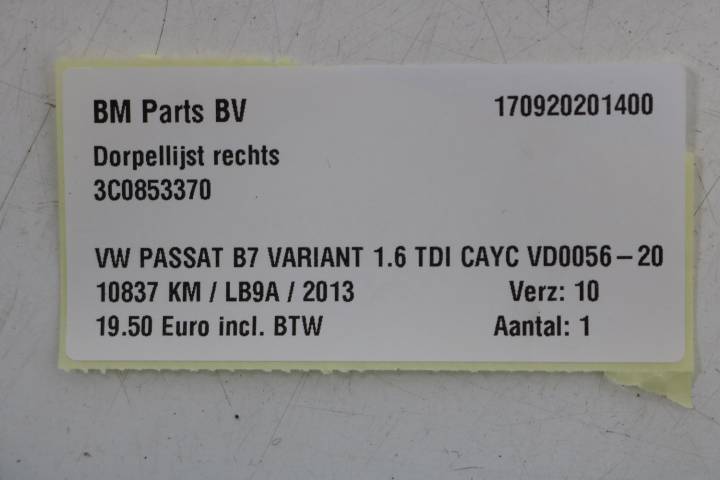 BM Parts BV 170920201400
Dorpellijst rechts
3C0853370
VW PASSAT B7 VARIANT 1.6 TDI CAYC VD0056-20
10837 KM / LB9A / 2013 Verz: 10
19.50 Euro incl. BTW Aantal: 1